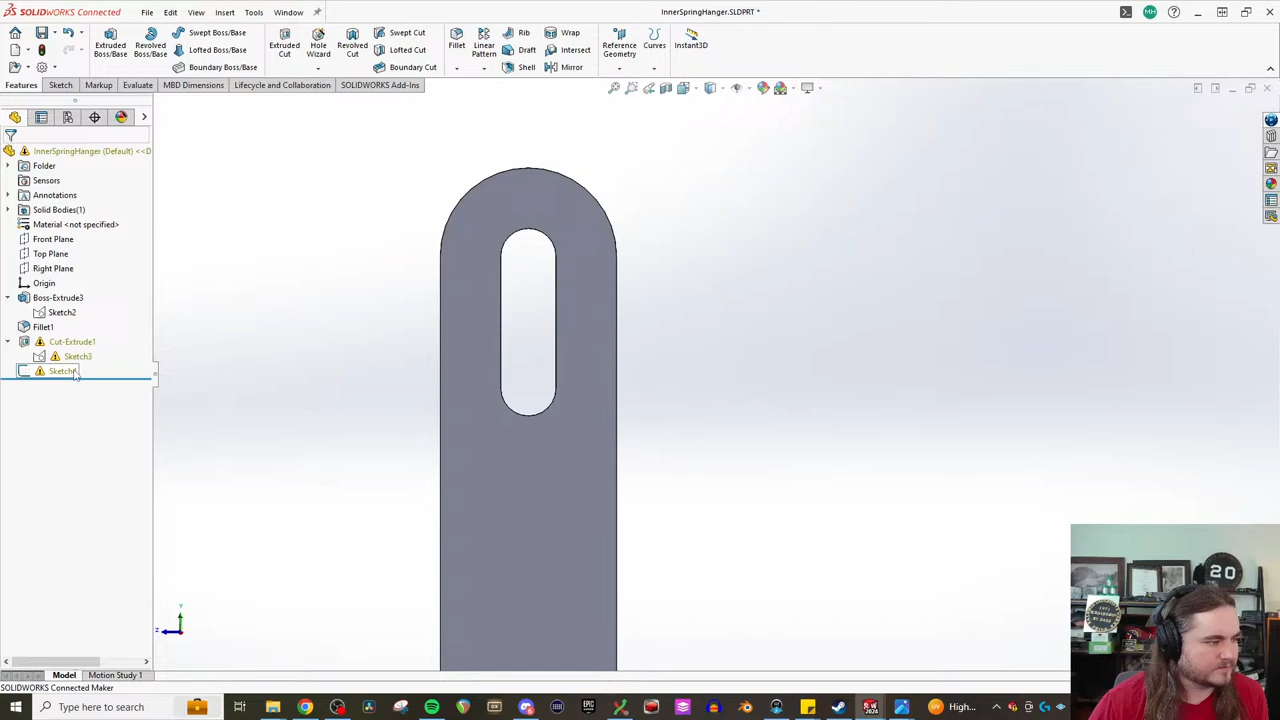 SOLIDWORKS Connected
File
Edit
View
Insert
Tools
Window
InnerSpringHanger.SLDPRT *
MH
Extruded Boss/Base
Revolved Boss/Base
Swept Boss/Base
Lofted Boss/Base
Boundary Boss/Base
Extruded Cut
Hole Wizard
Revolved Cut
Swept Cut
Lofted Cut
Boundary Cut
Fillet
Linear Pattern
Rib
Draft
Shell
Wrap
Intersect
Mirror
Reference Geometry
Curves
Instant3D
Features
Sketch
Markup
Evaluate
MBD Dimensions
Lifecycle and Collaboration
SOLIDWORKS Add-Ins
InnerSpringHanger (Default) <<D
Folder
Sensors
Annotations
Solid Bodies(1)
Material <not specified>
Front Plane
Top Plane
Right Plane
Origin
Boss-Extrude3
Sketch2
Fillet1
Cut-Extrude1
Sketch3
Y
Z
20
Model
Motion Study 1
SOLIDWORKS Connected Maker
Type here to search
High...